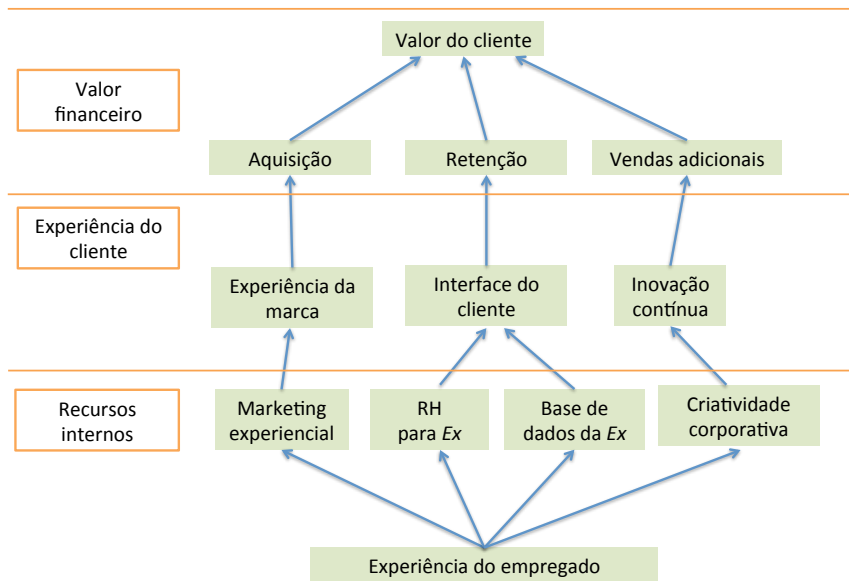 Valor do cliente
Valor
financeiro
Aquisição
Retenção
Vendas adicionais
Experiência do
cliente
Experiência da
marca
Interface do
cliente
Inovação
contínua
Recursos
internos
Marketing
experiencial
RH
para Ex
Base de
dados da Ex
Criatividade
corporativa
Experiência do empregado